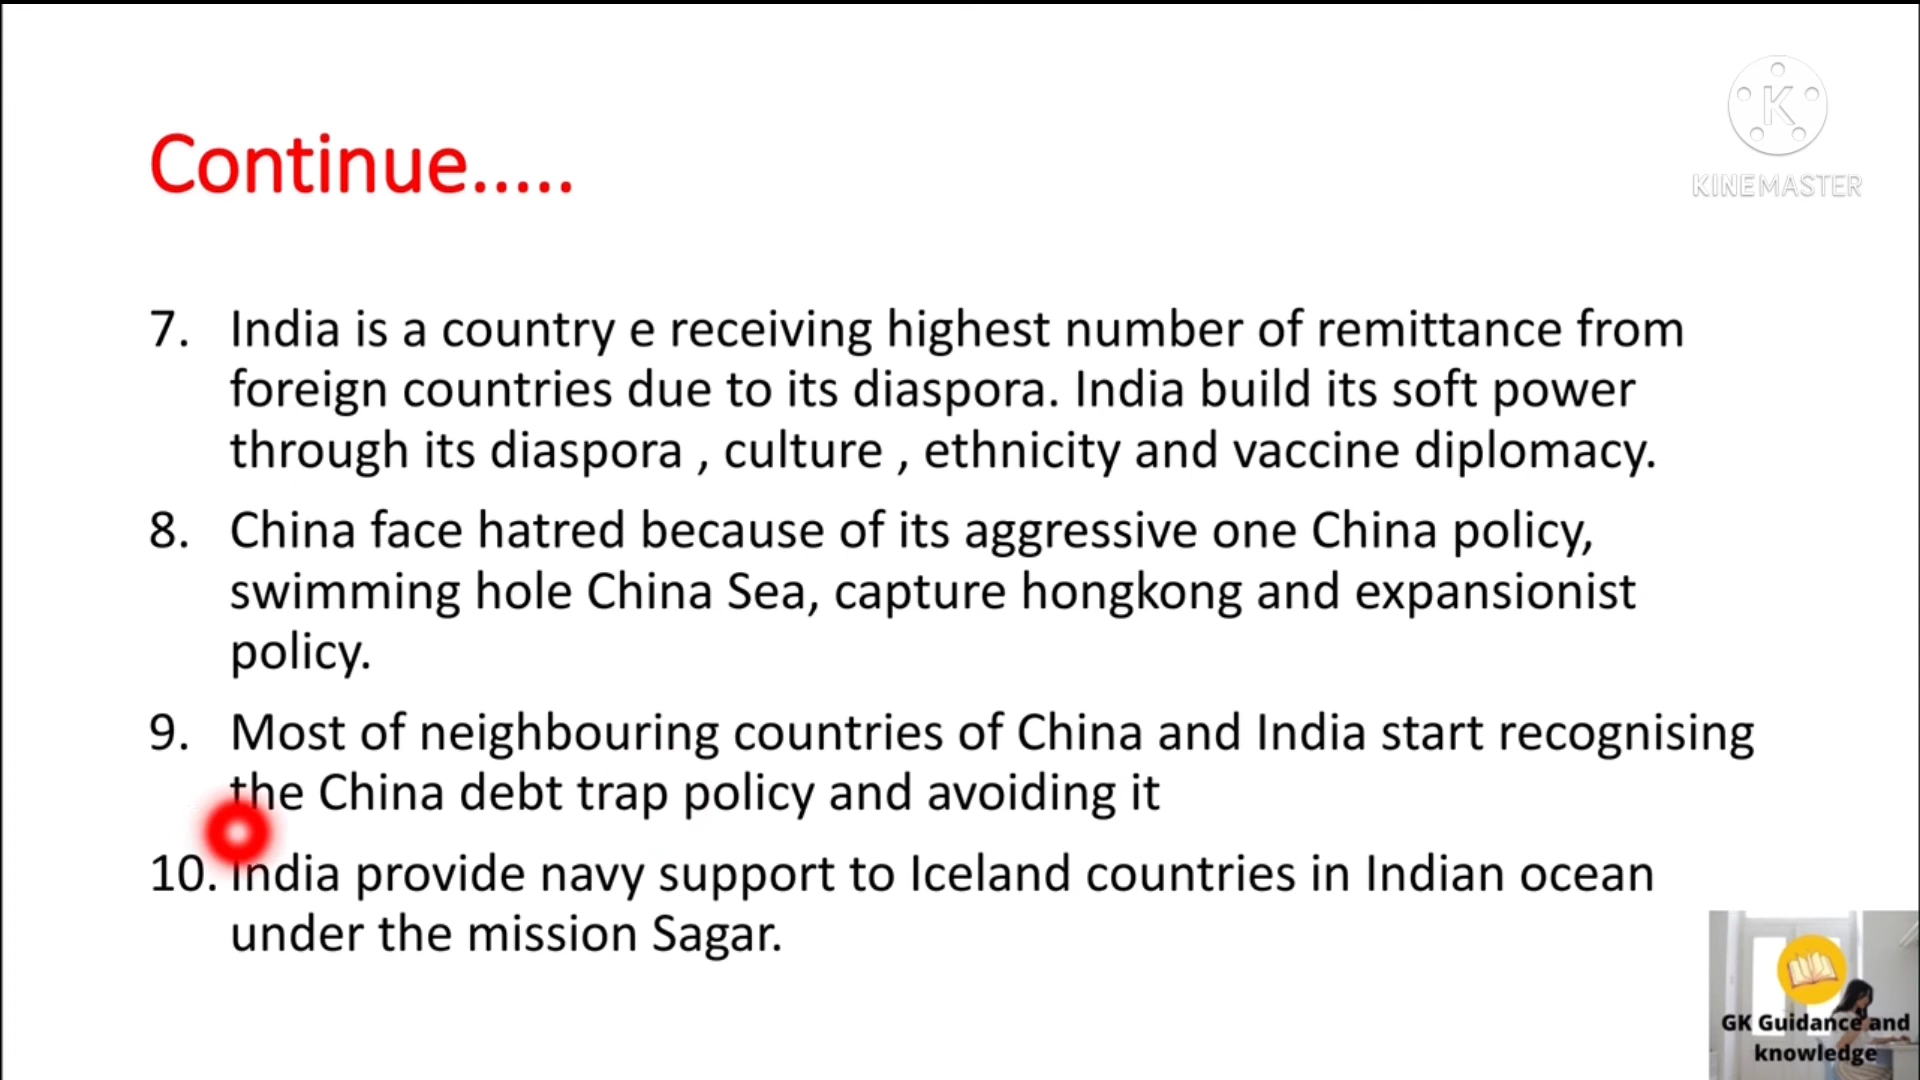 Continue.....
K
KINEMASTER
7. India is a country e receiving highest number of remittance from
foreign countries due to its diaspora. India build its soft power
through its diaspora , culture , ethnicity and vaccine diplomacy.
8. China face hatred because of its aggressive one China policy,
swimming hole China Sea, capture hongkong and expansionist
policy.
9. Most of neighbouring countries of China and India start recognising
the China debt trap policy and avoiding it
10. India provide navy support to Iceland countries in Indian ocean
under the mission Sagar.
GK Guidance and
knowledge